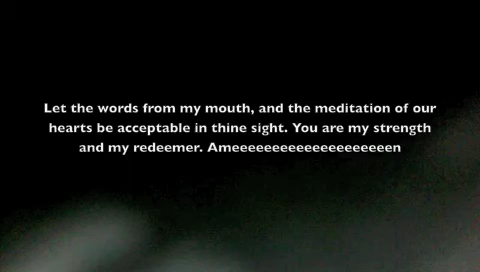 Let the words from my mouth, and the meditation of our
hearts be acceptable in thine sight. You are my strength
and my redeemer. Ameeeeeeeeeeeeeeeeeeeen